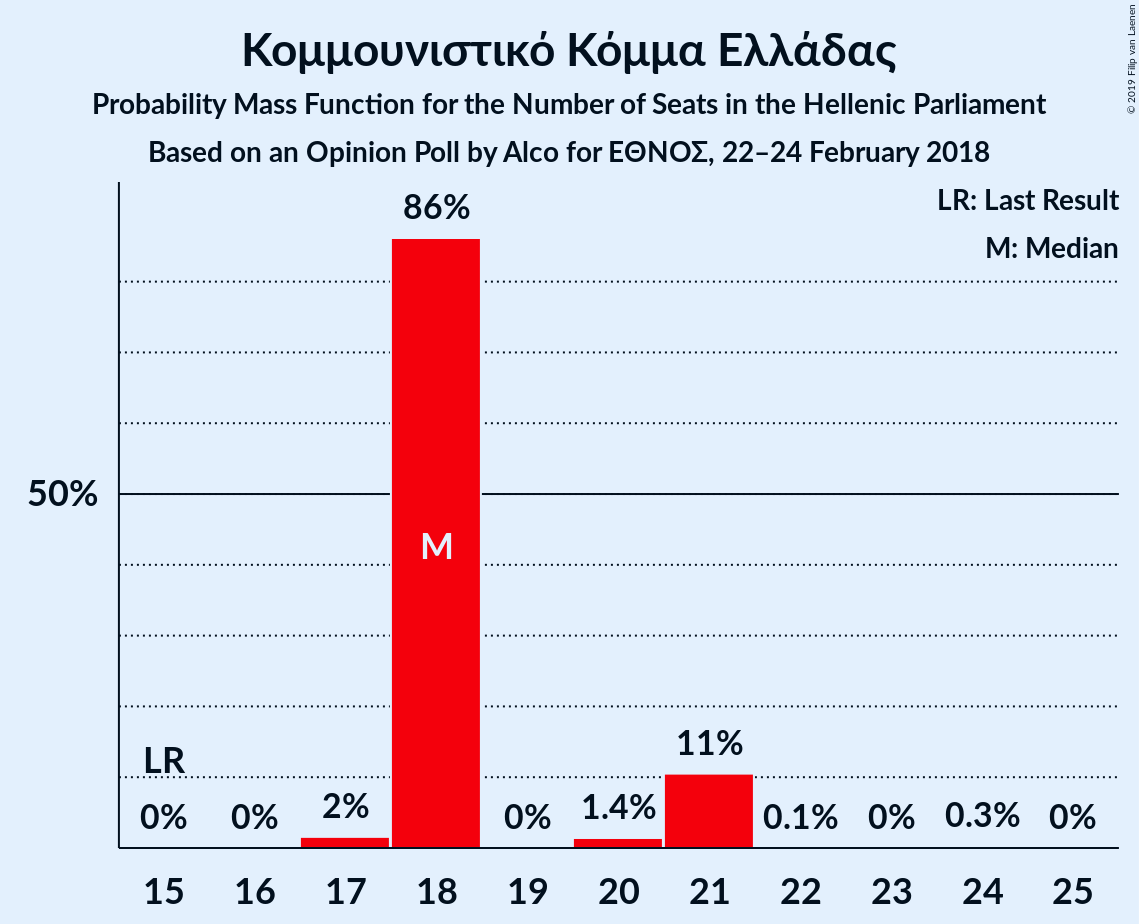 Κομμουνιστικό Κόμμα Ελλάδας
Probability Mass Function for the Number of Seats in the Hellenic Parliament
Based on an Opinion Poll by Alco for ΕΘΝΟΣ, 22–24 February 2018
© 2019 Filip van Laenen
LR: Last Result
M: Median
86%
50%
M
LR
11%
0% 0% 2% 0% 1.4% 0.1% 0% 0.3% 0%
15 16 17 18 19 20 21 22 23 24 25